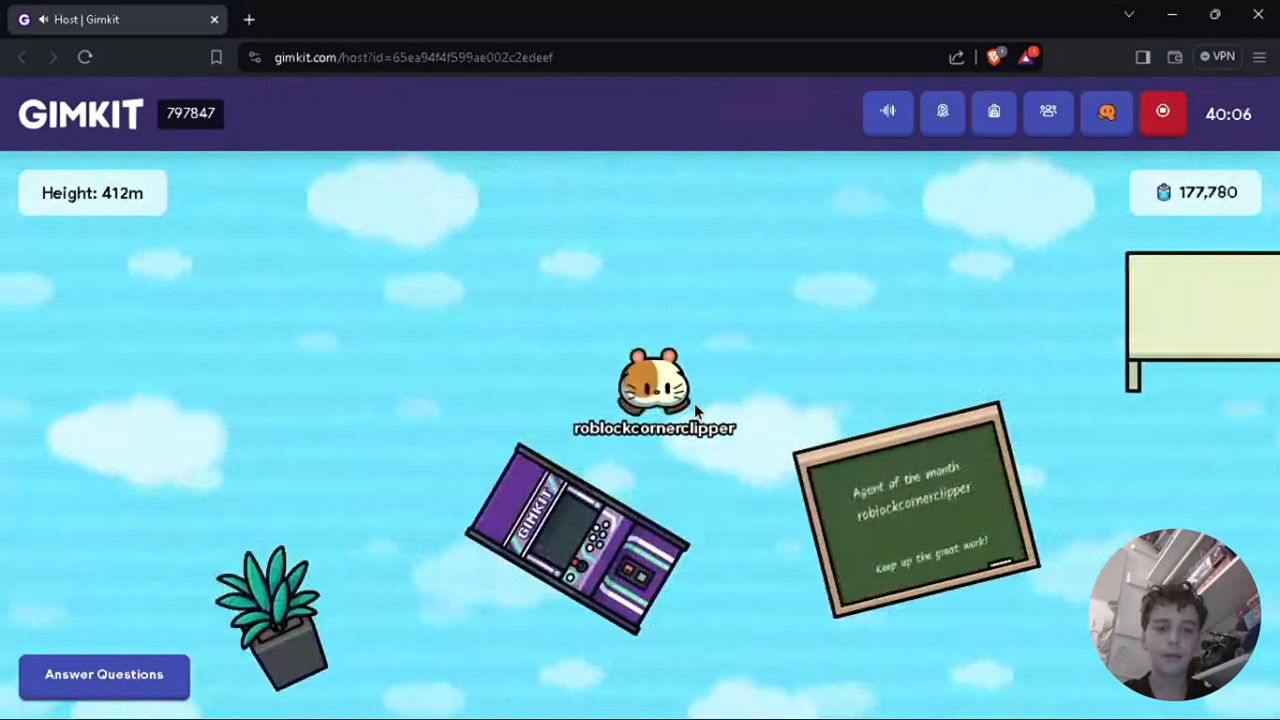 Host | Gimkit
gimkit.com/host?id=65ea94f4f599ae002c2edeef
VPN
GIMKIT
797847
40:06
Height: 412m
177,780
roblockcornerclipper
GIMKIT
Agent of the month
roblockcornerclipper
Keep up the great work!
Answer Questions